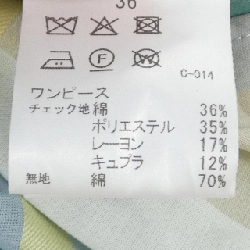 36
C-014
ワンピース
チェック地 綿 36%
ポリエステル 35%
レーヨン 17%
キュプラ 12%
無地 綿 70%